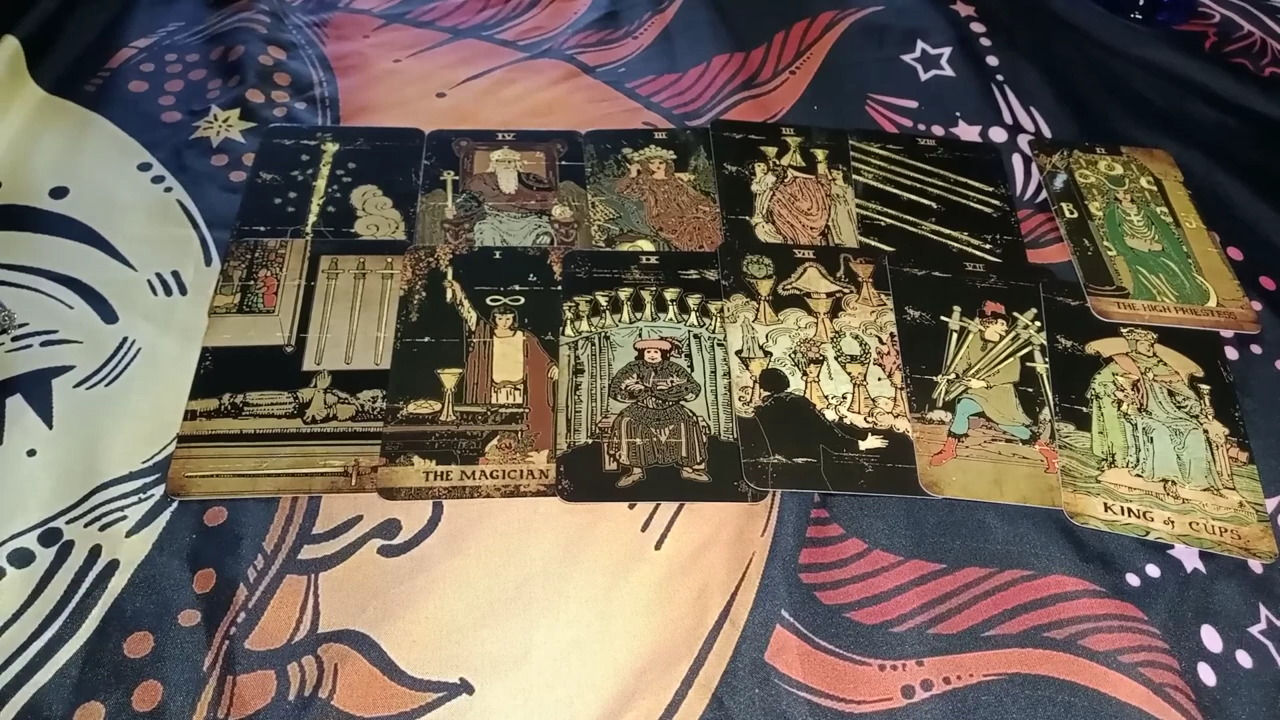 IV
III
III
VIII
II
B
THE HIGH PRIESTESS
I
IX
VII
VII
THE MAGICIAN
KING of CUPS